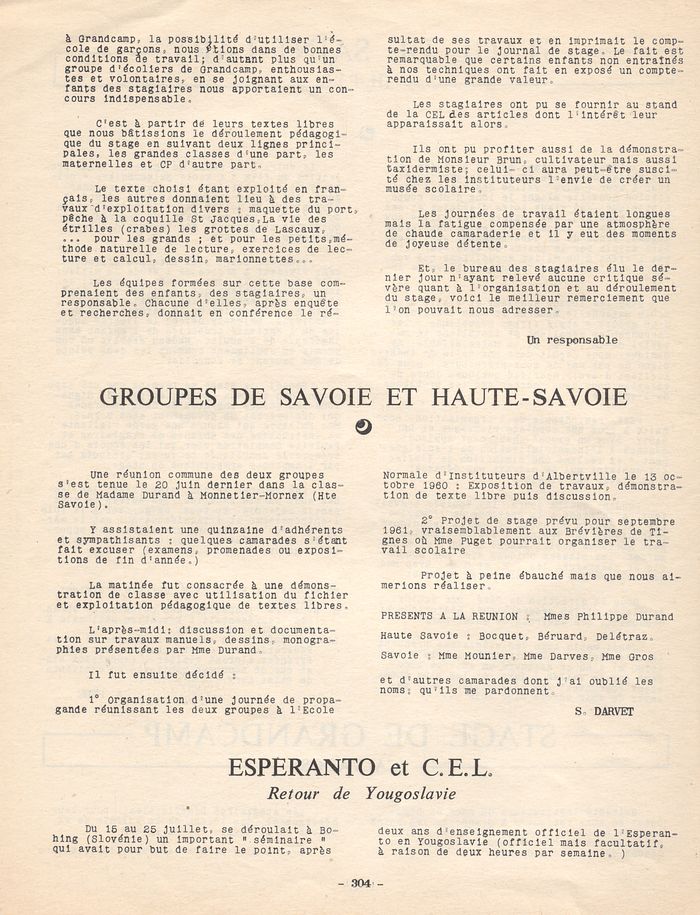 à Grandcamp, la possibilité d'utiliser l'é-
cole de garçons, nous étions dans de bonnes
conditions de travail; d'autant plus qu'un
groupe d'écoliers de Grandcamp, enthousias-
tes et volontaires, en se joignant aux en-
fants des stagiaires nous apportaient un con-
cours indispensable.
C'est à partir de leurs textes libres
que nous bâtissions le déroulement pédagogi-
que du stage en suivant deux lignes princi-
pales, les grandes classes d'une part, les
maternelles et CP d'autre part.
Le texte choisi étant exploité en fran-
çais, les autres donnaient lieu à des tra-
vaux d'exploitation divers : maquette du port,
pêche à la coquille St Jacques,La vie des
étrilles (crabes) les grottes de Lascaux,
... pour les grands ; et pour les petits,mé-
thode naturelle de lecture, exercices de lec-
ture et calcul, dessin, marionnettes...
Les équipes formées sur cette base com-
prenaient des enfants, des stagiaires, un
responsable. Chacune d'elles, après enquête
et recherches, donnait en conférence le ré-
sultat de ses travaux et en imprimait le comp-
te-rendu pour le journal de stage. Le fait est
remarquable que certains enfants non entraînés
à nos techniques ont fait en exposé un compte-
rendu d'une grande valeur.
Les stagiaires ont pu se fournir au stand
de la CEL des articles dont l'intérêt leur
apparaissait alors.
Ils ont pu profiter aussi de la démonstra-
tion de Monsieur Brun, cultivateur mais aussi
taxidermiste; celui- ci aura peut-être susci-
té chez les instituteurs l'envie de créer un
musée scolaire.
Les journées de travail étaient longues
mais la fatigue compensée par une atmosphère
de chaude camaraderie et il y eut des moments
de joyeuse détente.
Et, le bureau des stagiaires élu le der-
nier jour n'ayant relevé aucune critique sé-
vère quant à l'organisation et au déroulement
du stage, voici le meilleur remerciement que
l'on pouvait nous adresser.
Un responsable
GROUPES DE SAVOIE ET HAUTE-SAVOIE
Une réunion commune des deux groupes
s'est tenue le 20 juin dernier dans la clas-
se de Madame Durand à Monnetier-Mornex (Hte
Savoie).
Y assistaient une quinzaine d'adhérents
et sympathisants : quelques camarades s'étant
fait excuser (examens, promenades ou exposi-
tions de fin d'année.)
La matinée fut consacrée à une démons-
tration de classe avec utilisation du fichier
et exploitation pédagogique de textes libres.
L'après-midi: discussion et documenta-
tion sur travaux manuels, dessins, monogra-
phies présentées par Mme Durand.
Il fut ensuite décidé :
1° Organisation d'une journée de propa-
gande réunissant les deux groupes à l'Ecole
Normale d'Instituteurs d'Albertville le 13 oc-
tobre 1960 : Exposition de travaux, démonstra-
tion de texte libre puis discussion.
2° Projet de stage prévu pour septembre
1961, vraisemblablement aux Brévières de Ti-
gnes où Mme Puget pourrait organiser le tra-
vail scolaire
Projet à peine ébauché mais que nous ai-
merions réaliser.
PRESENTS A LA REUNION : Mmes Philippe Durand
Haute Savoie : Bocquet, Béruard, Delétraz.
Savoie : Mme Mounier, Mme Darves, Mme Gros
et d'autres camarades dont j'ai oublié les
noms; qu'ils me pardonnent.
S. DARVET
ESPERANTO et C.E.L.
Retour de Yougoslavie
Du 15 au 25 juillet, se déroulait à Bo-
hing (Slovénie) un important " séminaire "
qui avait pour but de faire le point, après
deux ans d'enseignement officiel de l'Esperan-
to en Yougoslavie (officiel mais facultatif,
à raison de deux heures par semaine. )
- 304 -